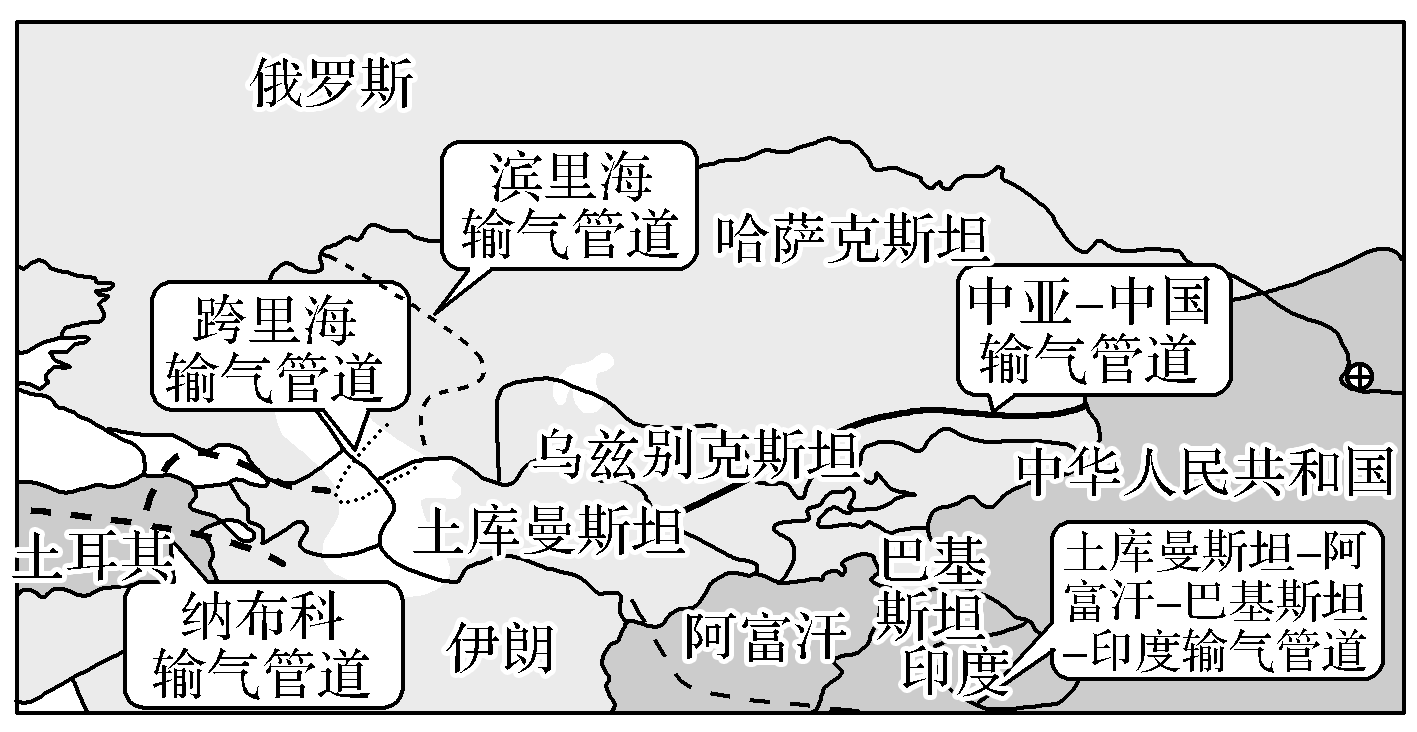 俄罗斯
滨里海
输气管道
哈萨克斯坦
跨里海
输气管道
中亚-中国
输气管道
乌兹别克斯坦
中华人民共和国
土库曼斯坦
土耳其
巴基
斯坦
印度
土库曼斯坦-阿
富汗-巴基斯坦
-印度输气管道
纳布科
输气管道
伊朗
阿富汗